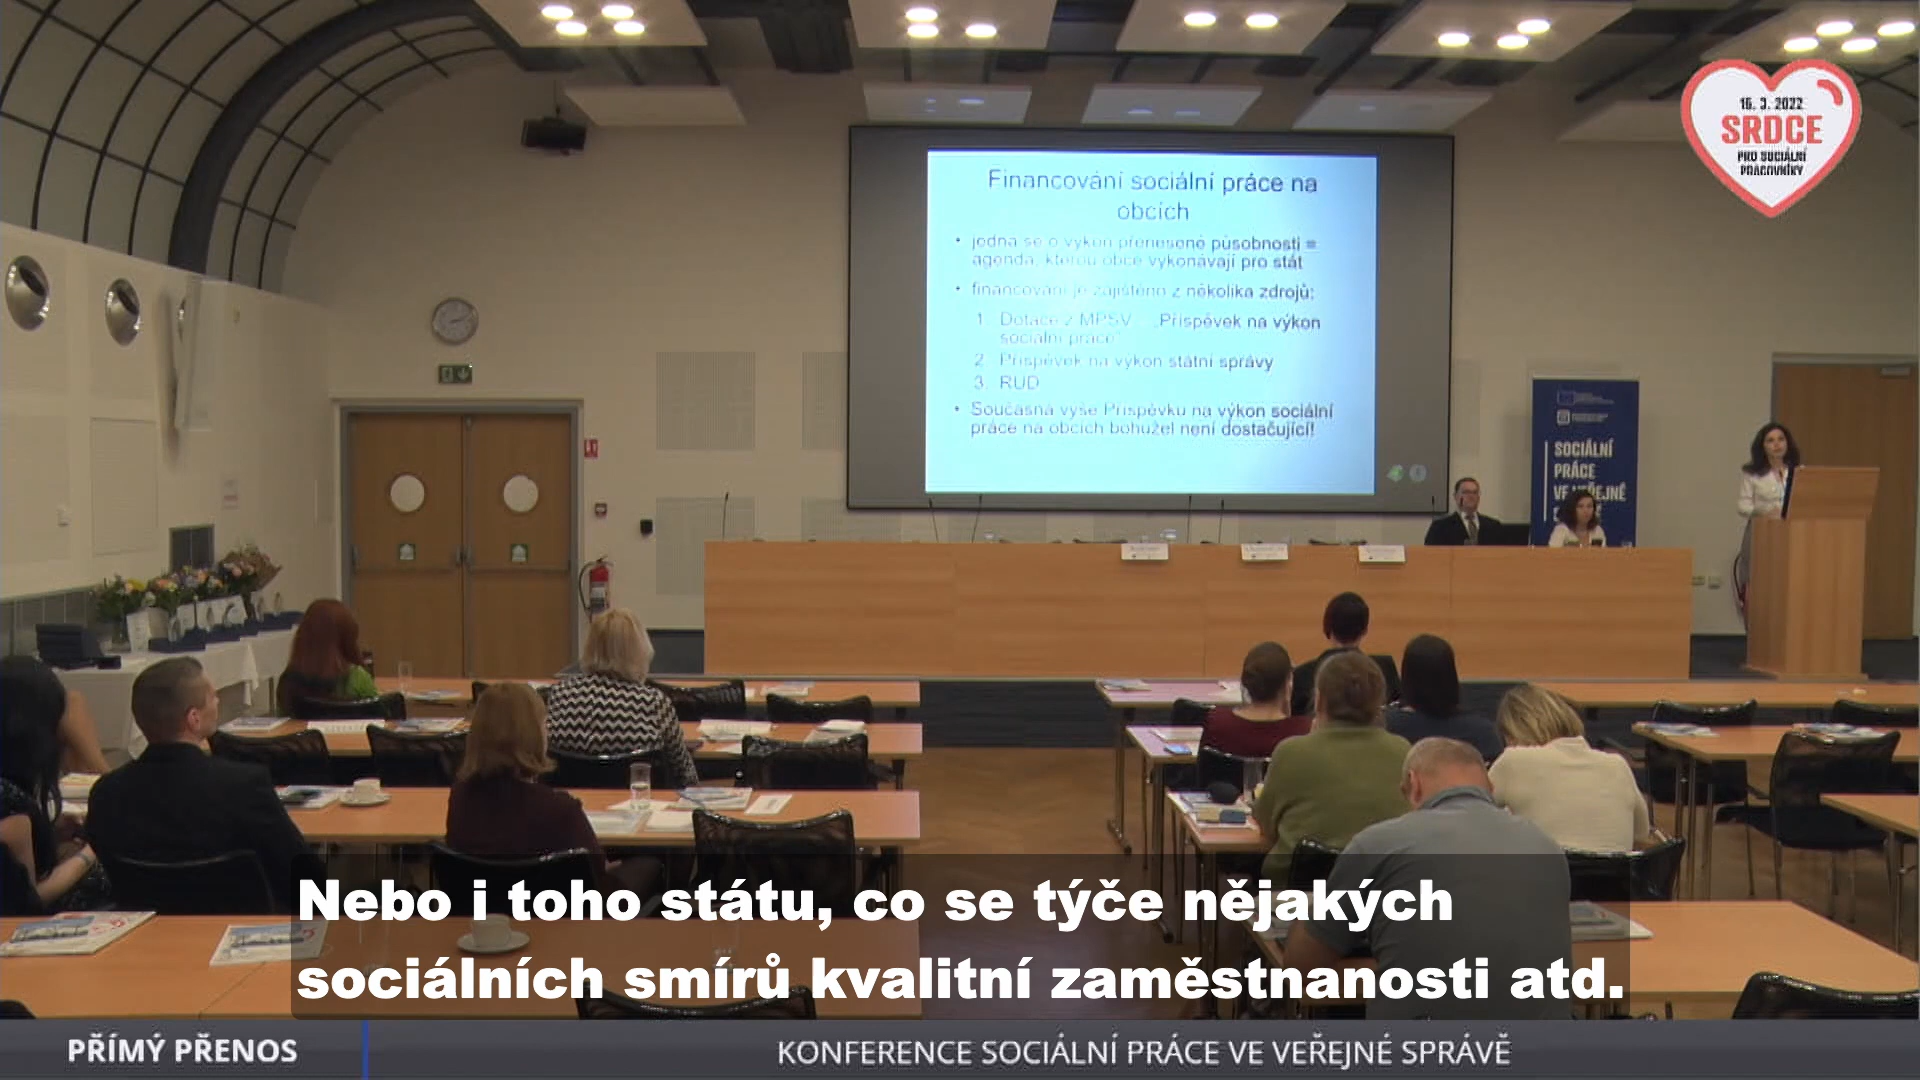 16. 3. 2022
SRDCE
PRO SOCIÁLNÍ
PRACOVNÍKY
Financování sociální práce na
obcích
• jedná se o výkon přenesené působnosti =
agenda, kterou obce vykonávají pro stát
• financování je zajištěno z několika zdrojů:
1. Dotace z MPSV – „Příspěvek na výkon
sociální práce"
2. Příspěvek na výkon státní správy
3. RUD
• Současná výše Příspěvku na výkon sociální
práce na obcích bohužel není dostačující!
SOCIÁLNÍ
PRÁCE
VE VEŘEJNÉ
Nebo i toho státu, co se týče nějakých
sociálních smírů kvalitní zaměstnanosti atd.
PŘÍMÝ PŘENOS
KONFERENCE SOCIÁLNÍ PRÁCE VE VEŘEJNÉ SPRÁVĚ